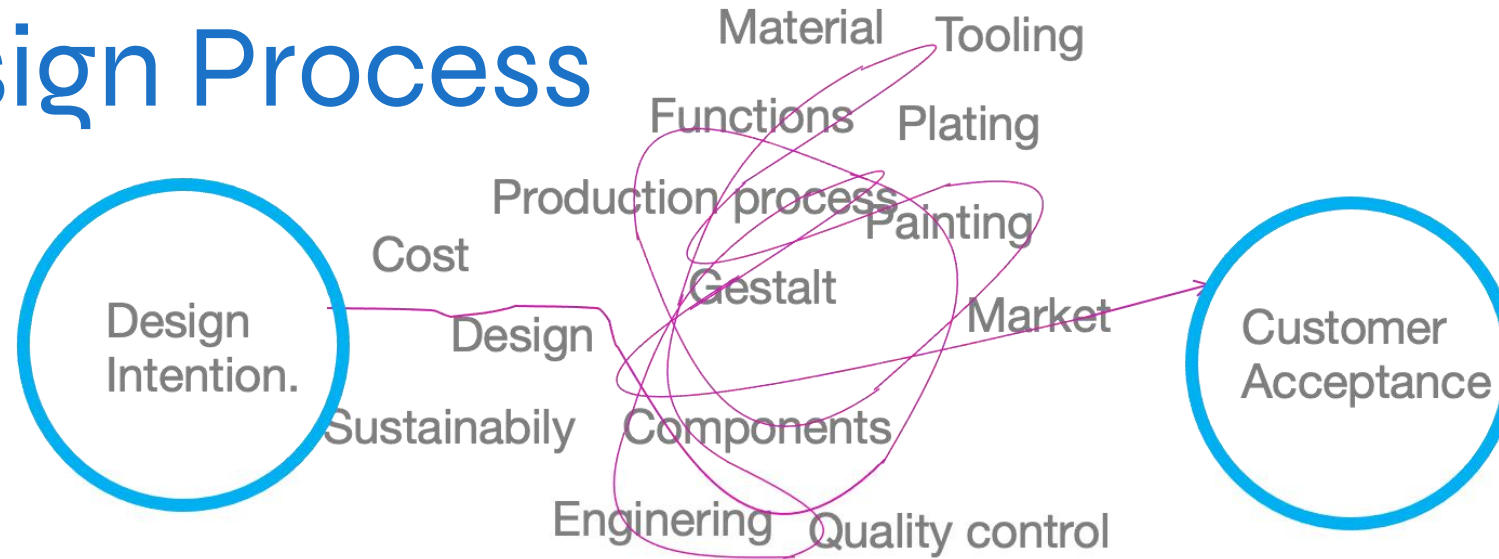 sign Process
Material
Tooling
Functions
Plating
Production process
Painting
Cost
Gestalt
Design
Intention.
Design
Market
Customer
Acceptance
Sustainabily
Components
Enginering
Quality control